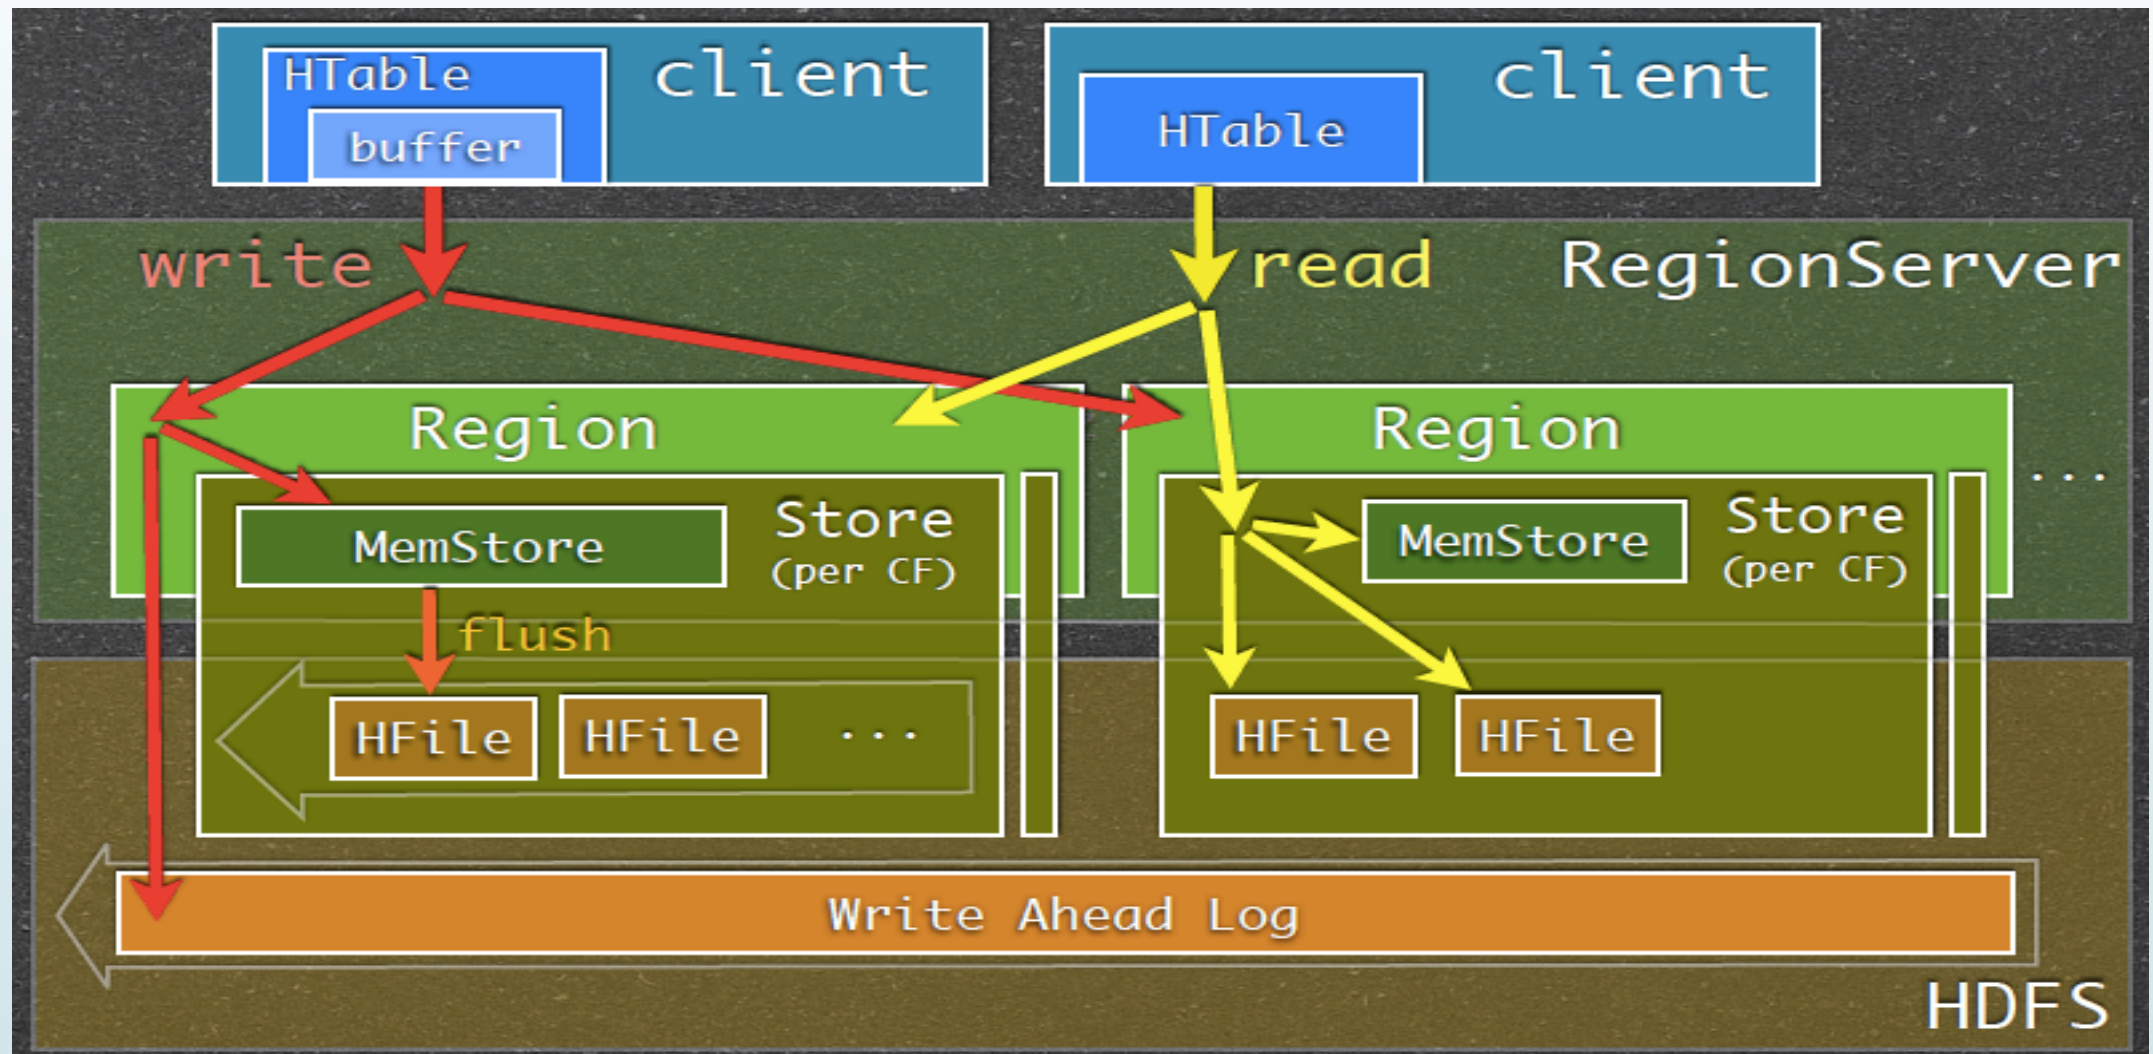 HTable
client
buffer
client
HTable
write
read
RegionServer
Region
Region
...
MemStore
Store
(per CF)
MemStore
Store
(per CF)
flush
HFile
HFile
...
HFile
HFile
Write Ahead Log
HDFS